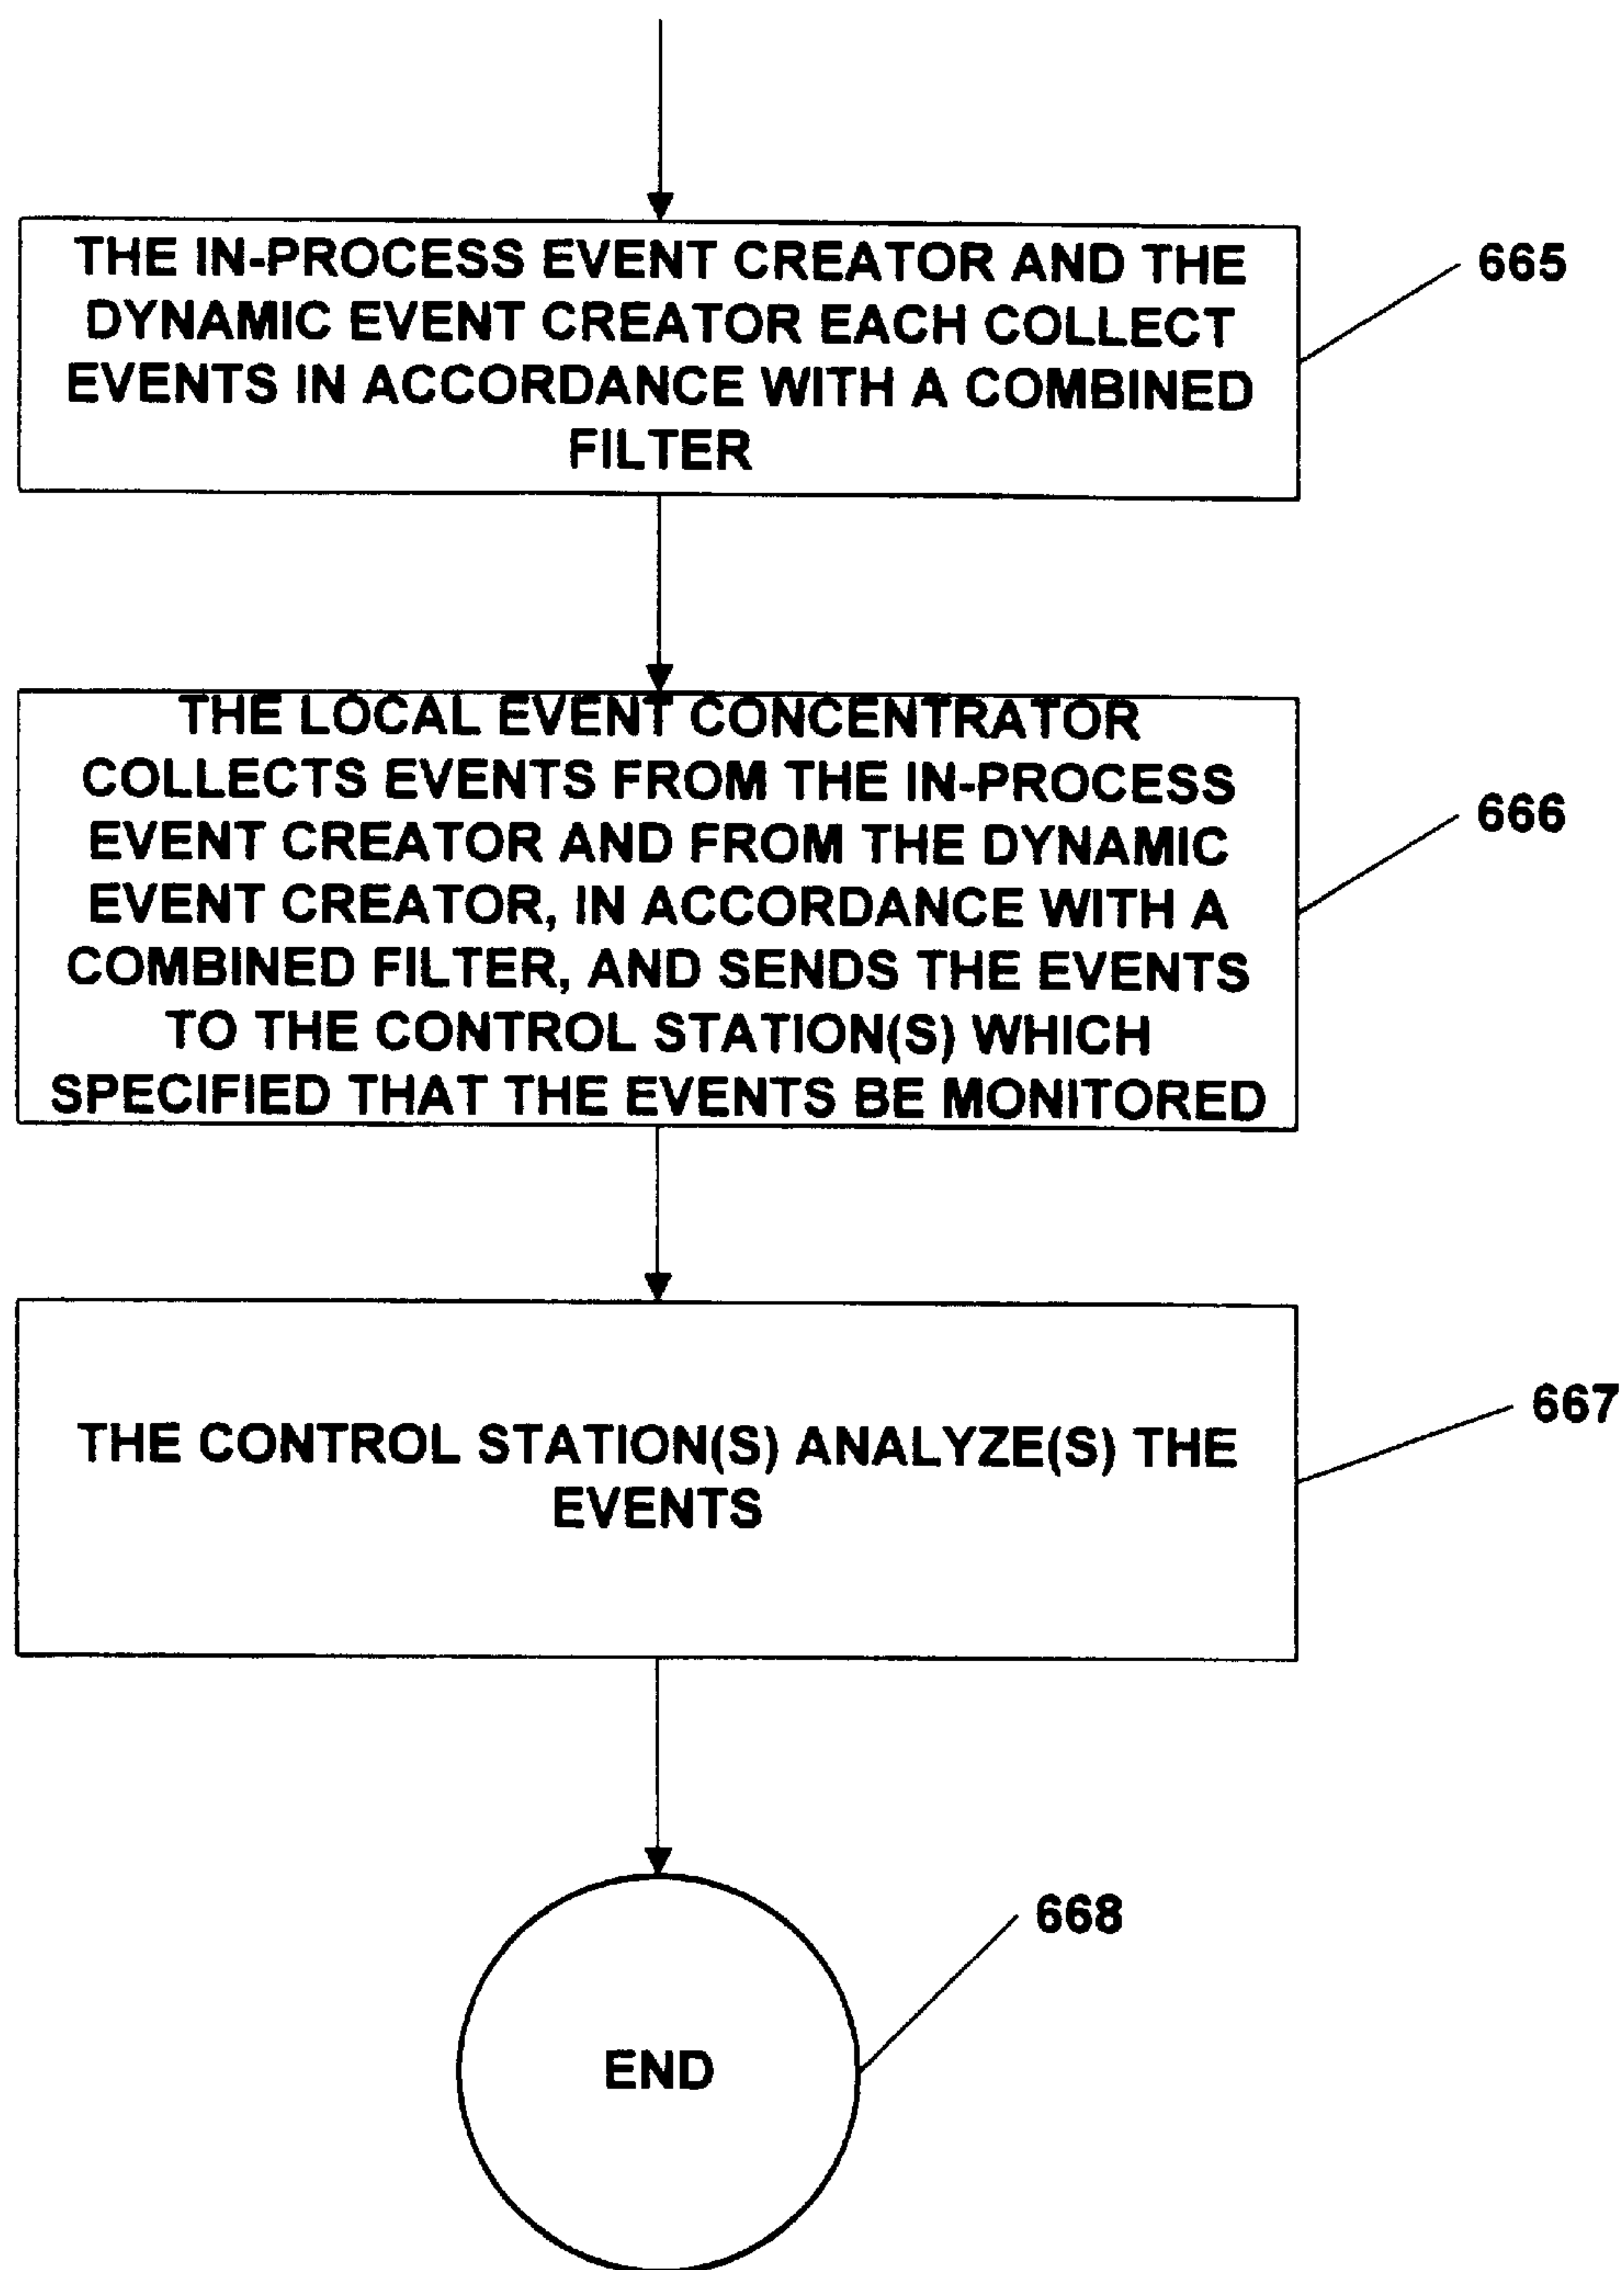 THE IN-PROCESS EVENT CREATOR AND THE
DYNAMIC EVENT CREATOR EACH COLLECT
EVENTS IN ACCORDANCE WITH A COMBINED
FILTER
665
THE LOCAL EVENT CONCENTRATOR
COLLECTS EVENTS FROM THE IN-PROCESS
EVENT CREATOR AND FROM THE DYNAMIC
EVENT CREATOR, IN ACCORDANCE WITH A
COMBINED FILTER, AND SENDS THE EVENTS
TO THE CONTROL STATION(S) WHICH
SPECIFIED THAT THE EVENTS BE MONITORED
666
THE CONTROL STATION(S) ANALYZE(S) THE
EVENTS
667
END
668